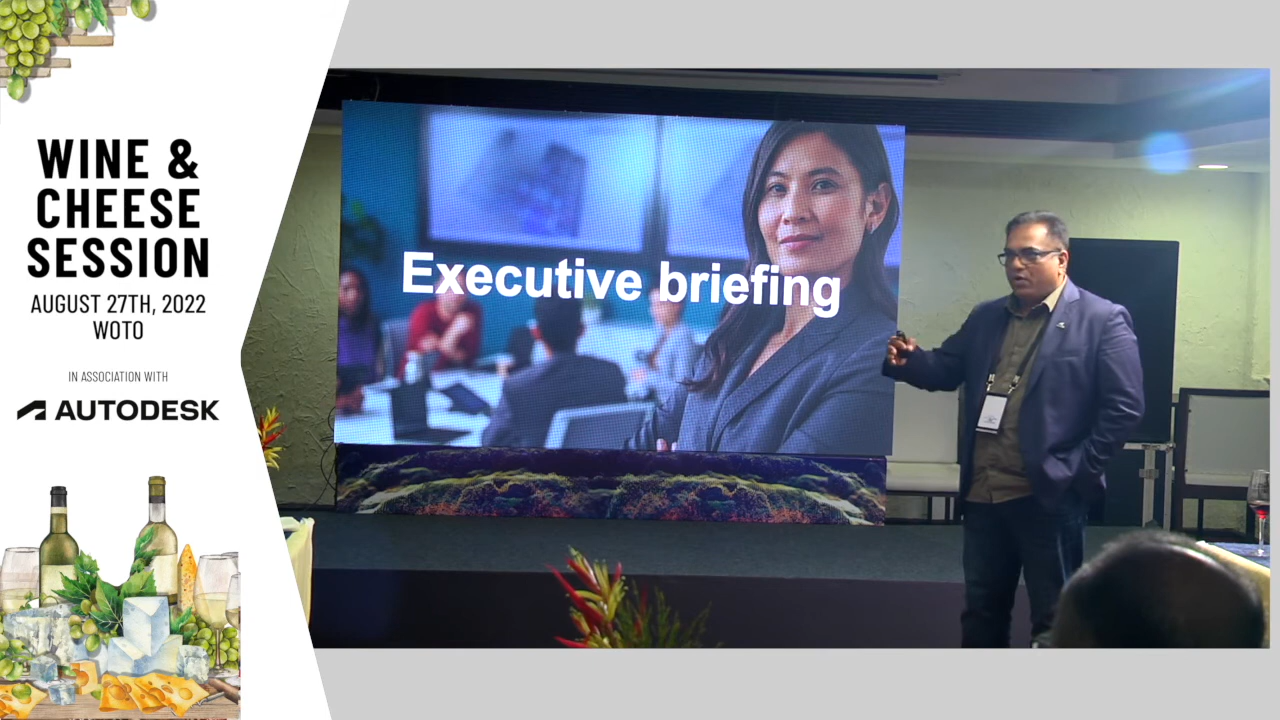 WINE &
CHEESE
SESSION
AUGUST 27TH, 2022
WOTO
IN ASSOCIATION WITH
AUTODESK
Executive briefing